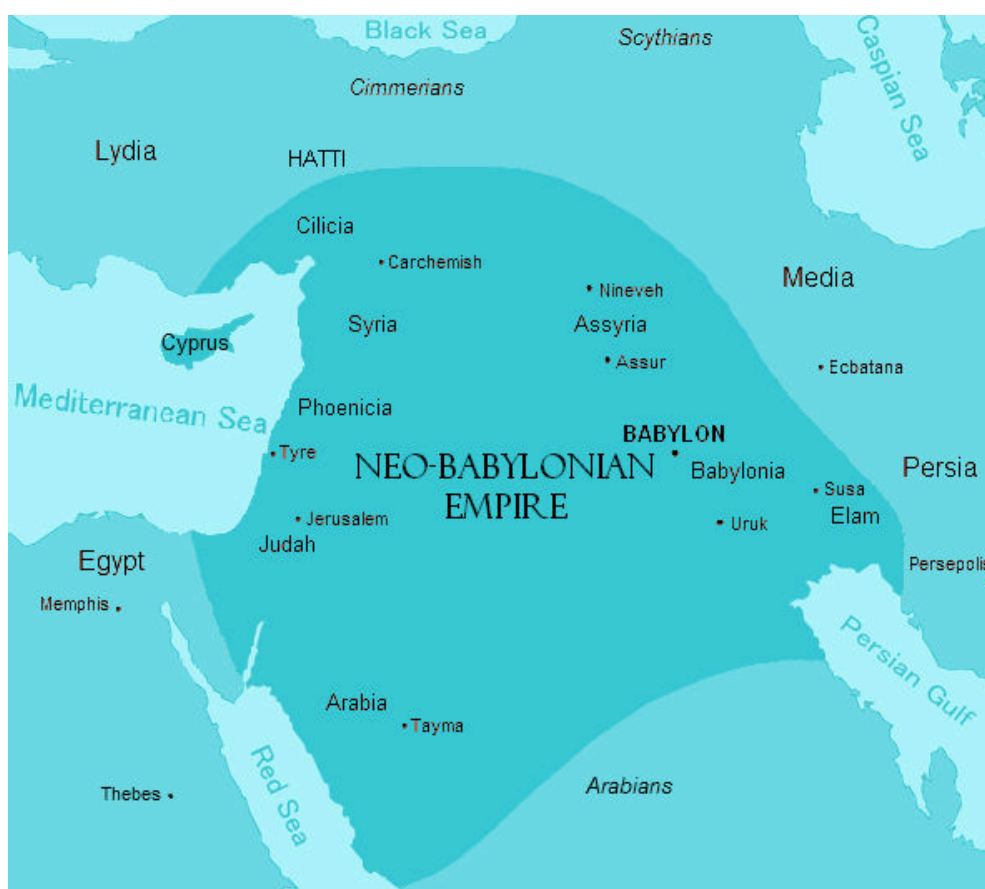 Black Sea
Scythians
Caspian Sea
Cimmerians
Lydia
HATTI
Cilicia
Carchemish
Media
Nineveh
Syria
Assyria
Cyprus
Assur
Ecbatana
Mediterranean Sea
Phoenicia
BABYLON
Tyre
NEO-BABYLONIAN
EMPIRE
Babylonia
Persia
Susa
Jerusalem
Elam
Uruk
Judah
Egypt
Persepolis
Memphis
Persian Gulf
Arabia
Tayma
Red Sea
Arabians
Thebes